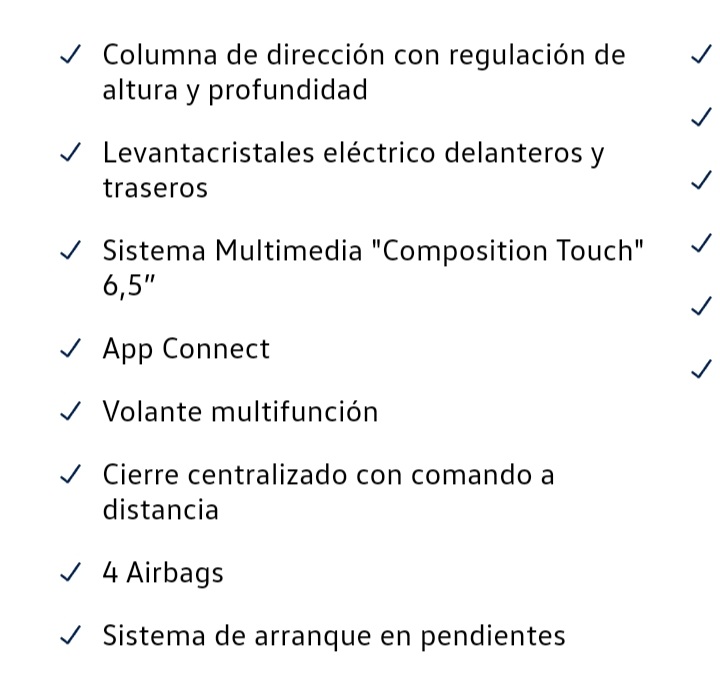 Columna de dirección con regulación de
altura y profundidad
Levantacristales eléctrico delanteros y
traseros
Sistema Multimedia "Composition Touch"
6,5”
App Connect
Volante multifunción
Cierre centralizado con comando a
distancia
4 Airbags
Sistema de arranque en pendientes